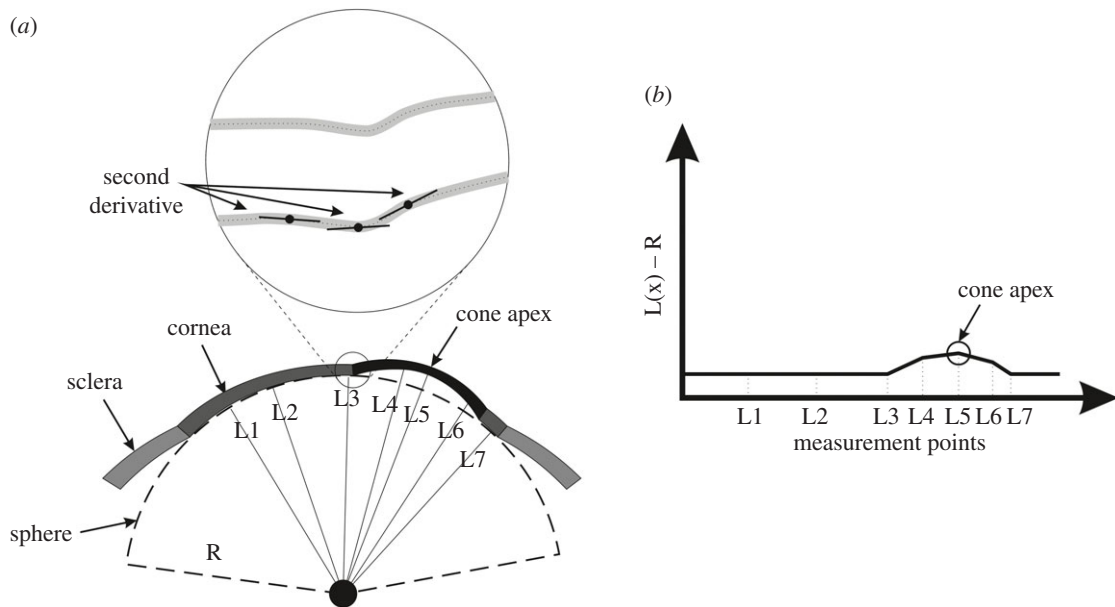 (a)
second
derivative
cornea
cone apex
sclera
L1
L2
L3
L4
L5
L6
L7
sphere
R
(b)
L(x) – R
cone apex
L1
L2
L3
L4
L5
L6
L7
measurement points